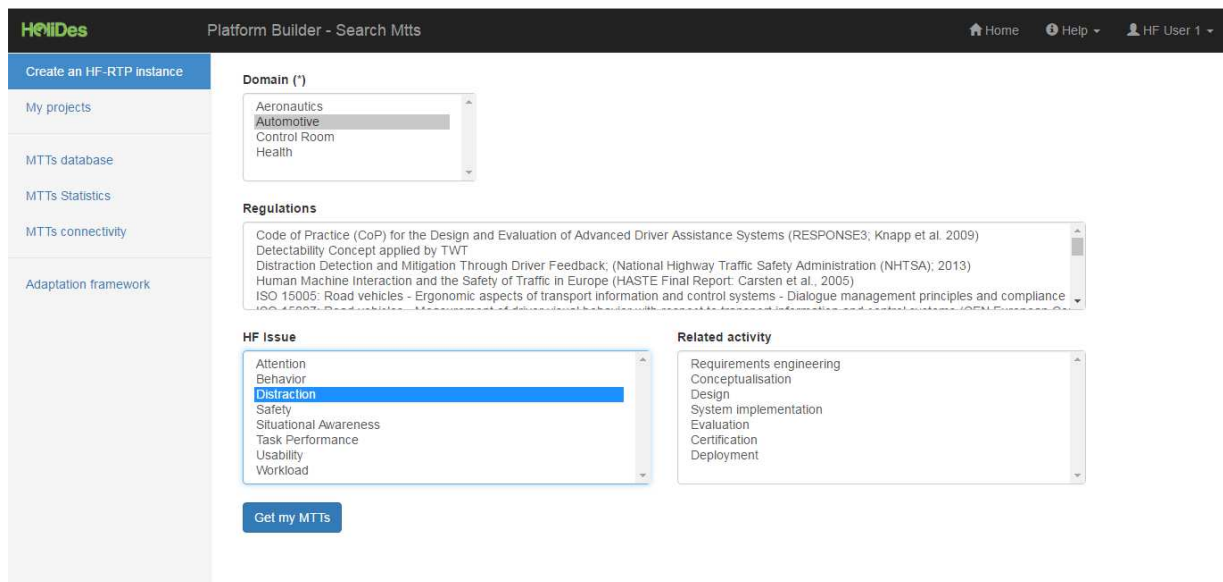 HoliDes
Platform Builder - Search Mtts
Home
Help
HF User 1
Create an HF-RTP instance
My projects
MTTs database
MTTs Statistics
MTTs connectivity
Adaptation framework
Domain (*)
Aeronautics
Automotive
Control Room
Health
Regulations
Code of Practice (CoP) for the Design and Evaluation of Advanced Driver Assistance Systems (RESPONSE3; Knapp et al. 2009)
Detectability Concept applied by TWT
Distraction Detection and Mitigation Through Driver Feedback; (National Highway Traffic Safety Administration (NHTSA); 2013)
Human Machine Interaction and the Safety of Traffic in Europe (HASTE Final Report: Carsten et al., 2005)
ISO 15005: Road vehicles - Ergonomic aspects of transport information and control systems - Dialogue management principles and compliance
HF Issue
Attention
Behavior
Distraction
Safety
Situational Awareness
Task Performance
Usability
Workload
Related activity
Requirements engineering
Conceptualisation
Design
System implementation
Evaluation
Certification
Deployment
Get my MTTs